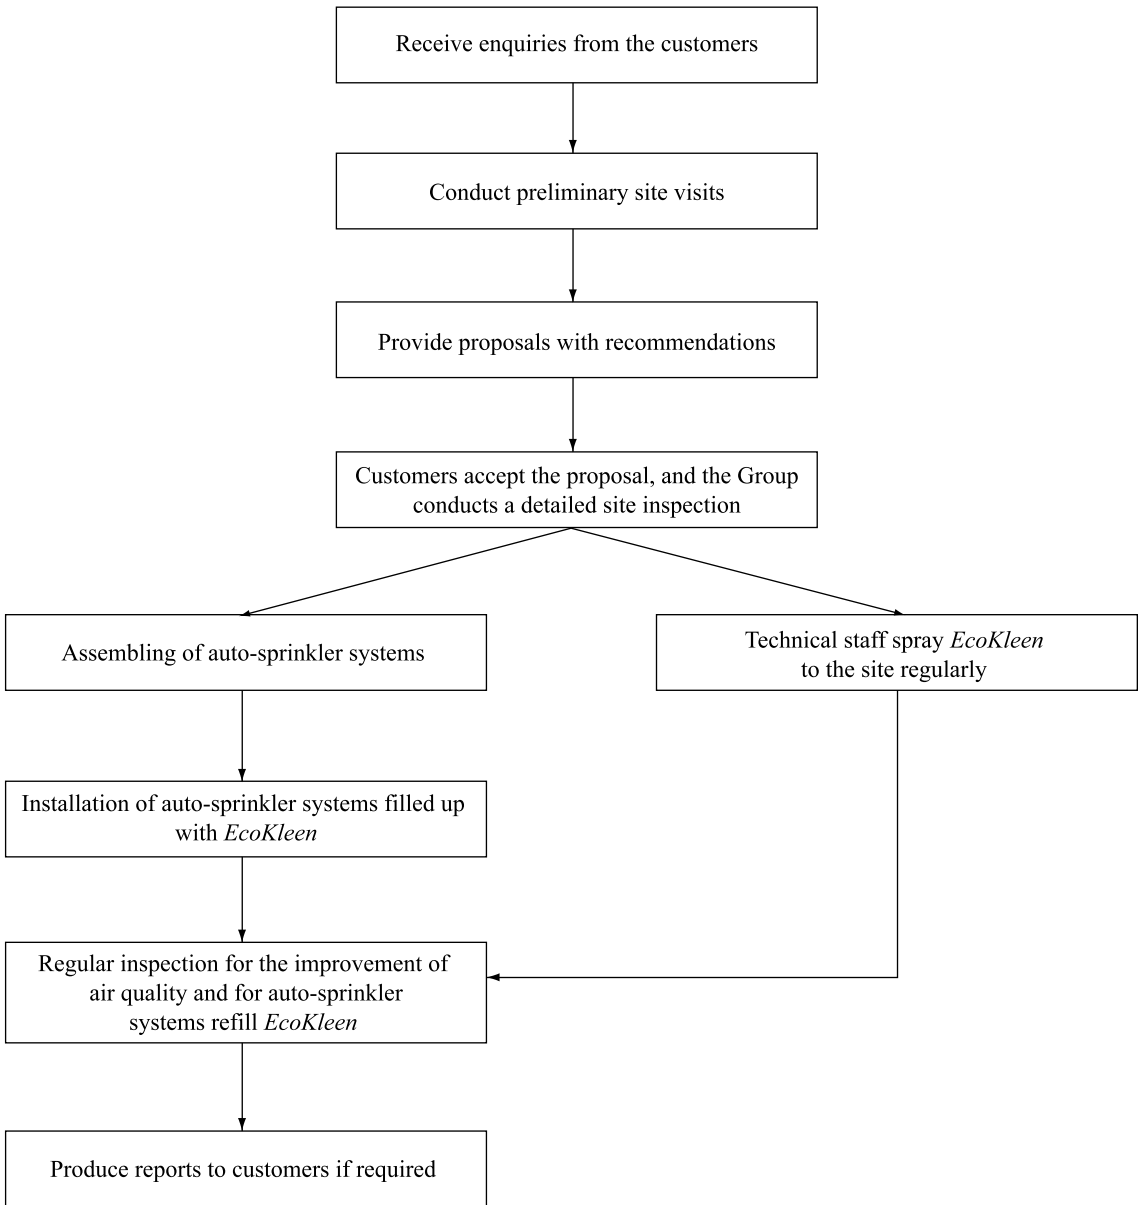 Receive enquiries from the customers
Conduct preliminary site visits
Provide proposals with recommendations
Customers accept the proposal, and the Group
conducts a detailed site inspection
Assembling of auto-sprinkler systems
Technical staff spray EcoKleen
to the site regularly
Installation of auto-sprinkler systems filled up
with EcoKleen
Regular inspection for the improvement of
air quality and for auto-sprinkler
systems refill EcoKleen
Produce reports to customers if required